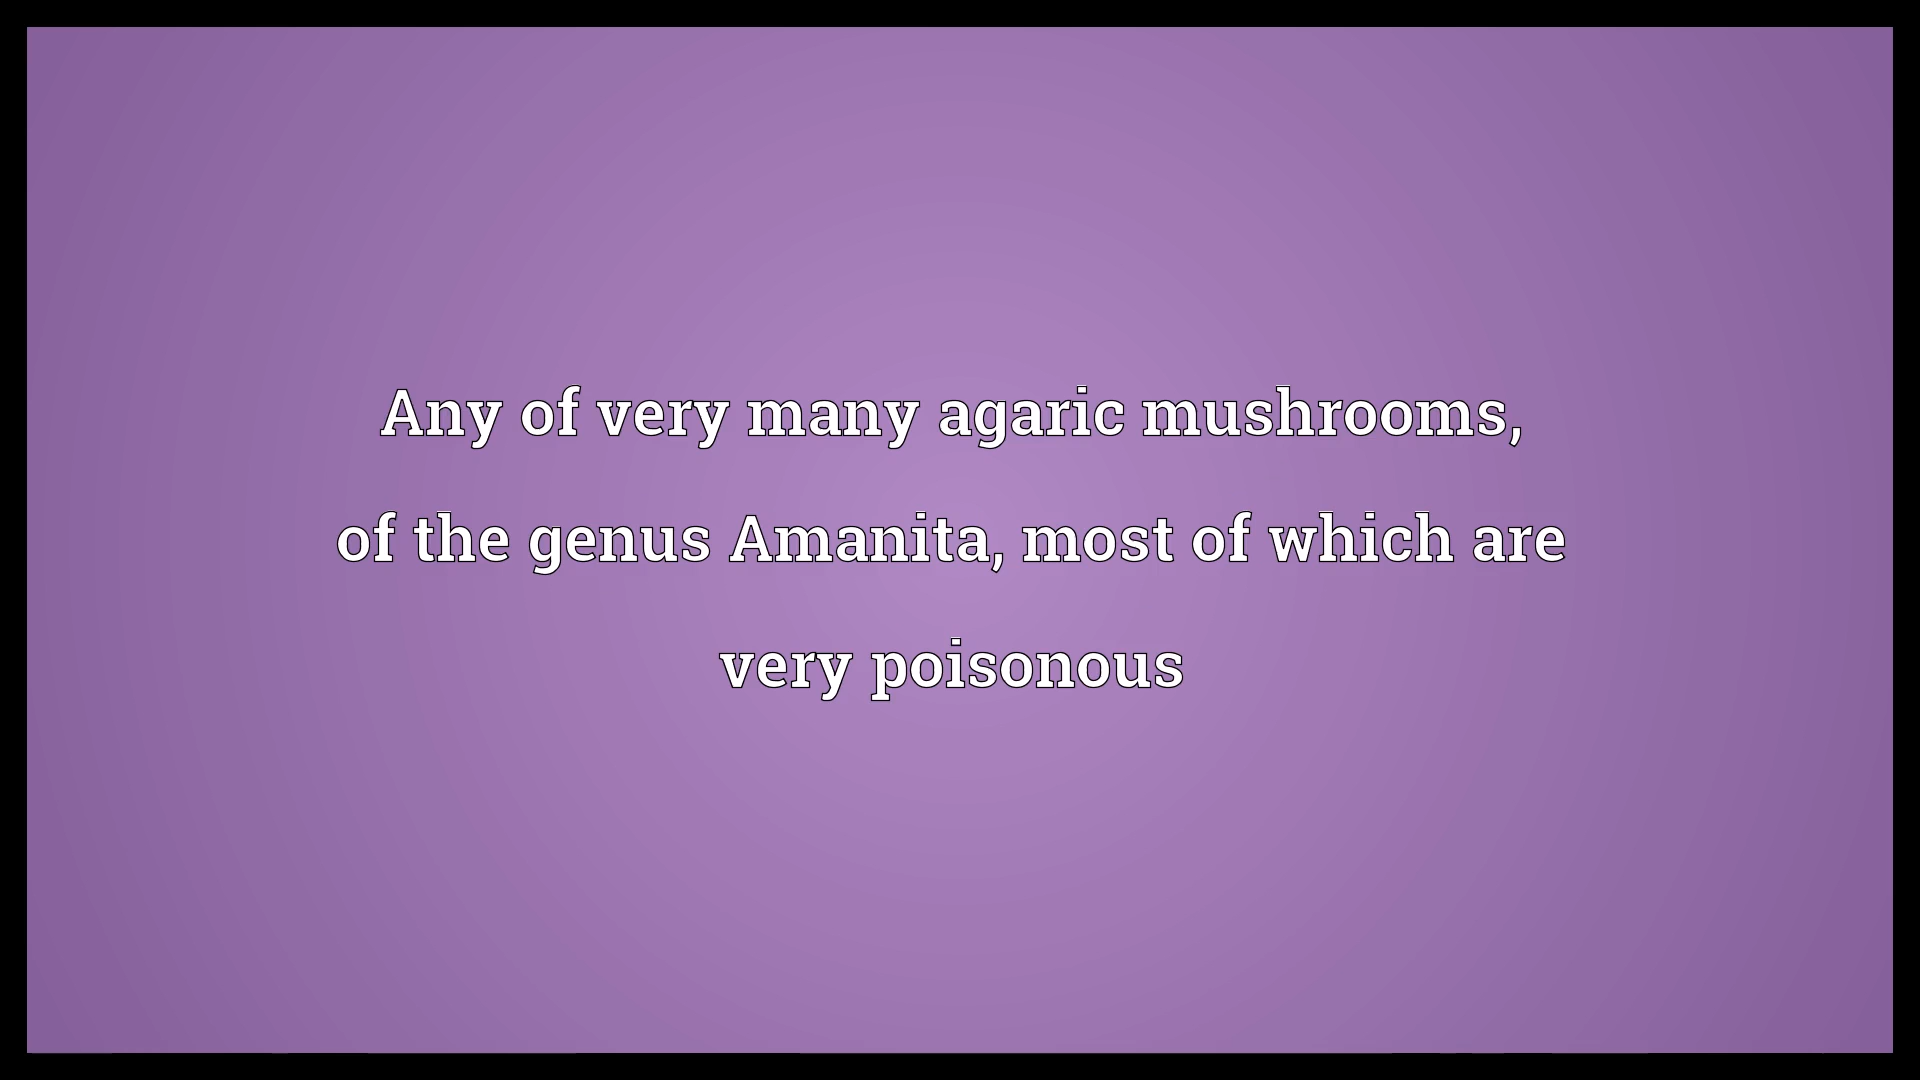 Any of very many agaric mushrooms,
of the genus Amanita, most of which are
very poisonous